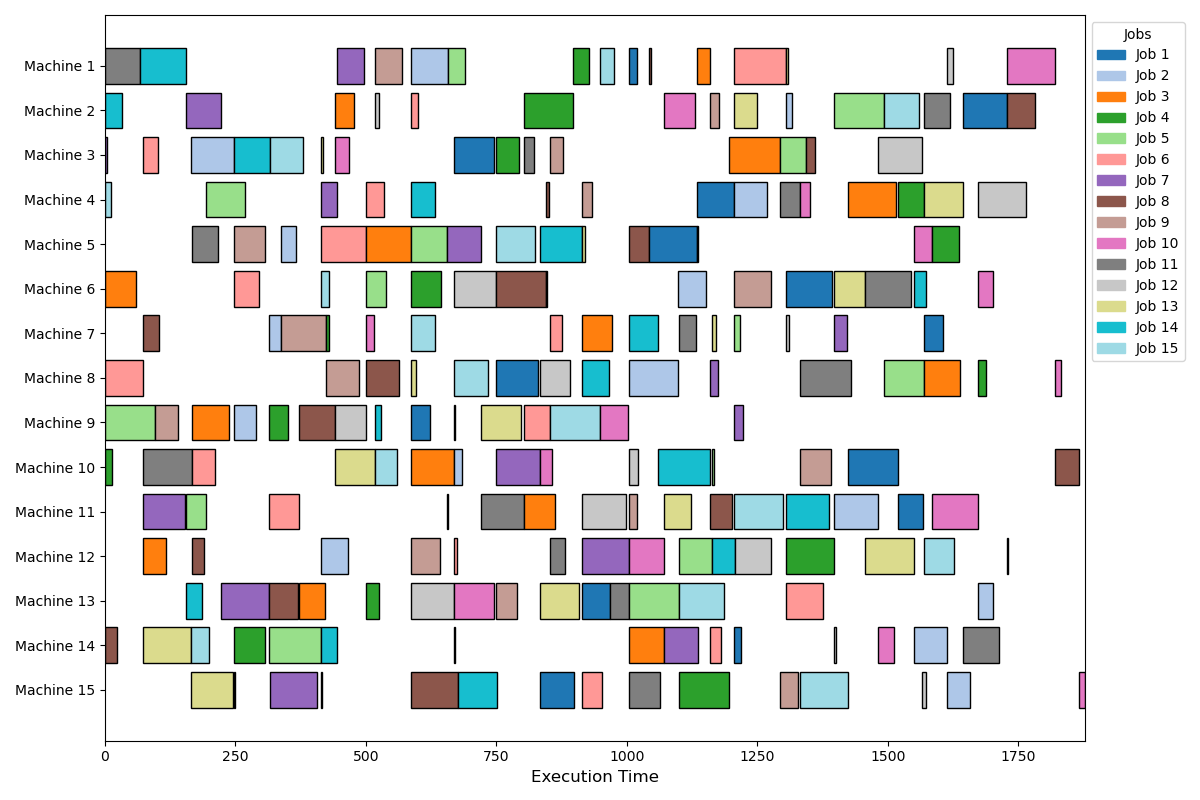 Machine 1
Machine 2
Machine 3
Machine 4
Machine 5
Machine 6
Machine 7
Machine 8
Machine 9
Machine 10
Machine 11
Machine 12
Machine 13
Machine 14
Machine 15
0 250 500 750 1000 1250 1500 1750
Execution Time
Jobs
Job 1
Job 2
Job 3
Job 4
Job 5
Job 6
Job 7
Job 8
Job 9
Job 10
Job 11
Job 12
Job 13
Job 14
Job 15